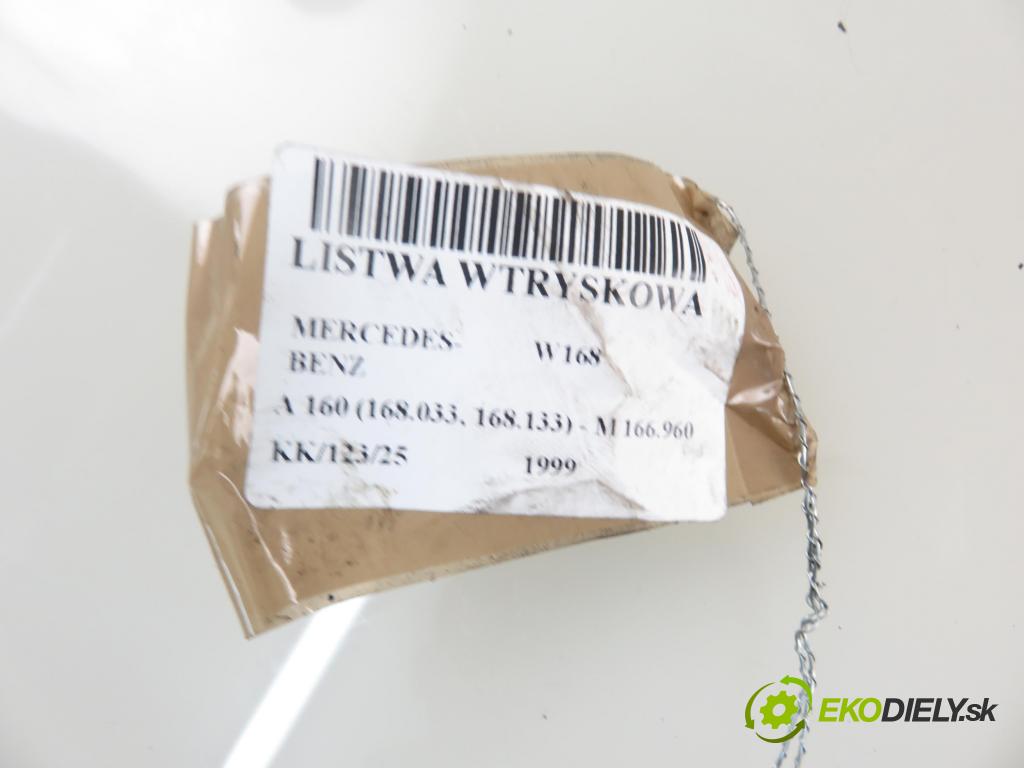 LISTWA WTRYSKOWA
MERCEDES-
BENZ
W168
A 160 (168.033, 168.133) - M 166.960
KK/123/25
1999
EKODIELY.sk